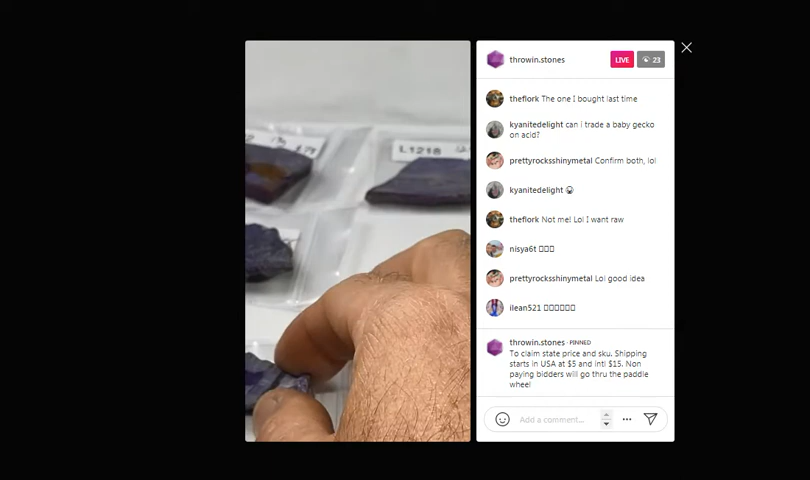 throwin.stones
LIVE
23
theflork The one I bought last time
kyanitedelight can i trade a baby gecko
on acid?
prettyrocksshinymetal Confirm both, lol
kyanitedelight
theflork Not me! Lol I want raw
nisya6t
prettyrocksshinymetal Lol good idea
ilean521
throwin.stones · PINNED
To claim state price and sku. Shipping
starts in USA at $5 and intl $15. Non
paying bidders will go thru the paddle
wheel
Add a comment...
L1218